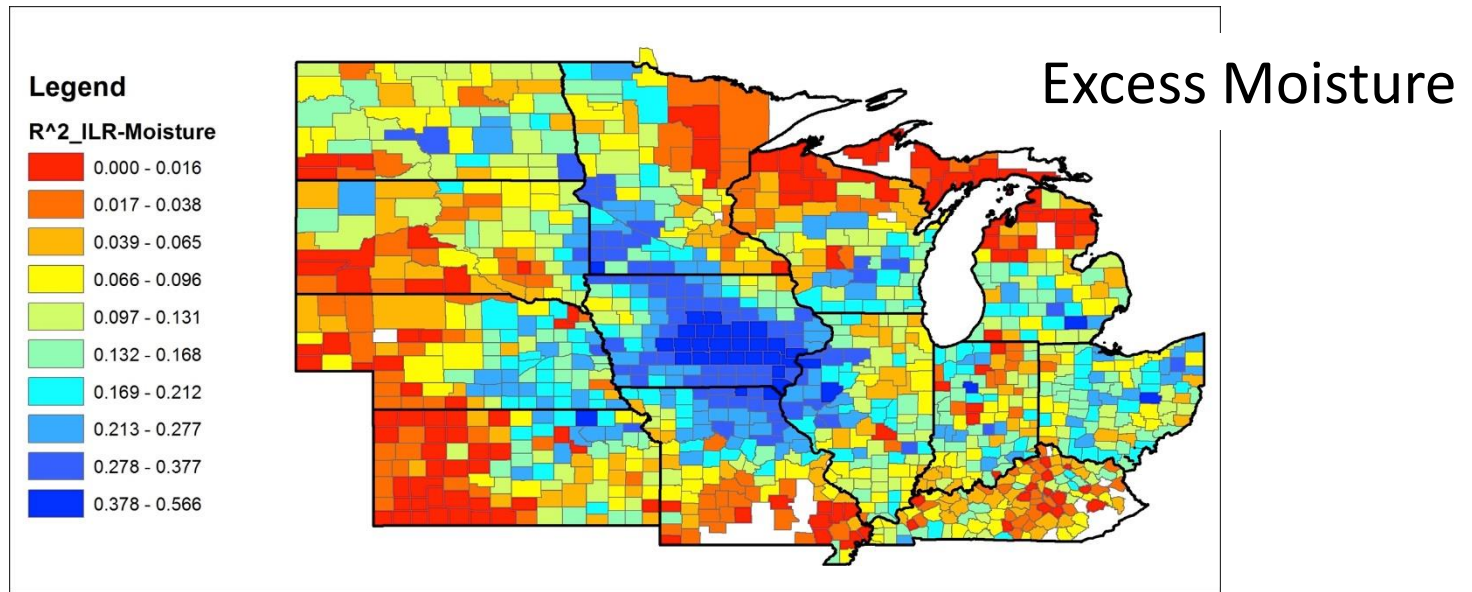 Excess Moisture
Legend
R^2_ILR-Moisture
0.000 - 0.016
0.017 - 0.038
0.039 - 0.065
0.066 - 0.096
0.097 - 0.131
0.132 - 0.168
0.169 - 0.212
0.213 - 0.277
0.278 - 0.377
0.378 - 0.566